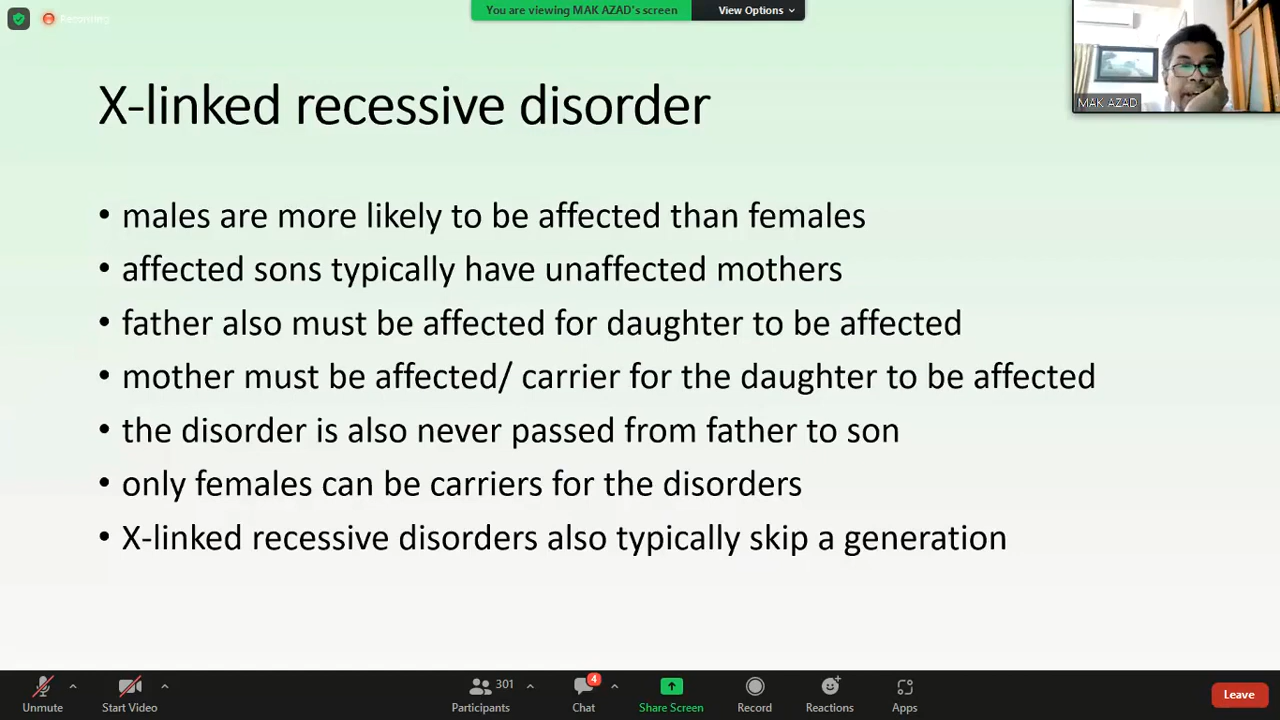 Recording
You are viewing MAK AZAD's screen
View Options
MAK AZAD
X-linked recessive disorder
• males are more likely to be affected than females
• affected sons typically have unaffected mothers
• father also must be affected for daughter to be affected
• mother must be affected/ carrier for the daughter to be affected
• the disorder is also never passed from father to son
• only females can be carriers for the disorders
• X-linked recessive disorders also typically skip a generation
Unmute
Start Video
301
Participants
4
Chat
Share Screen
Record
Reactions
Apps
Leave